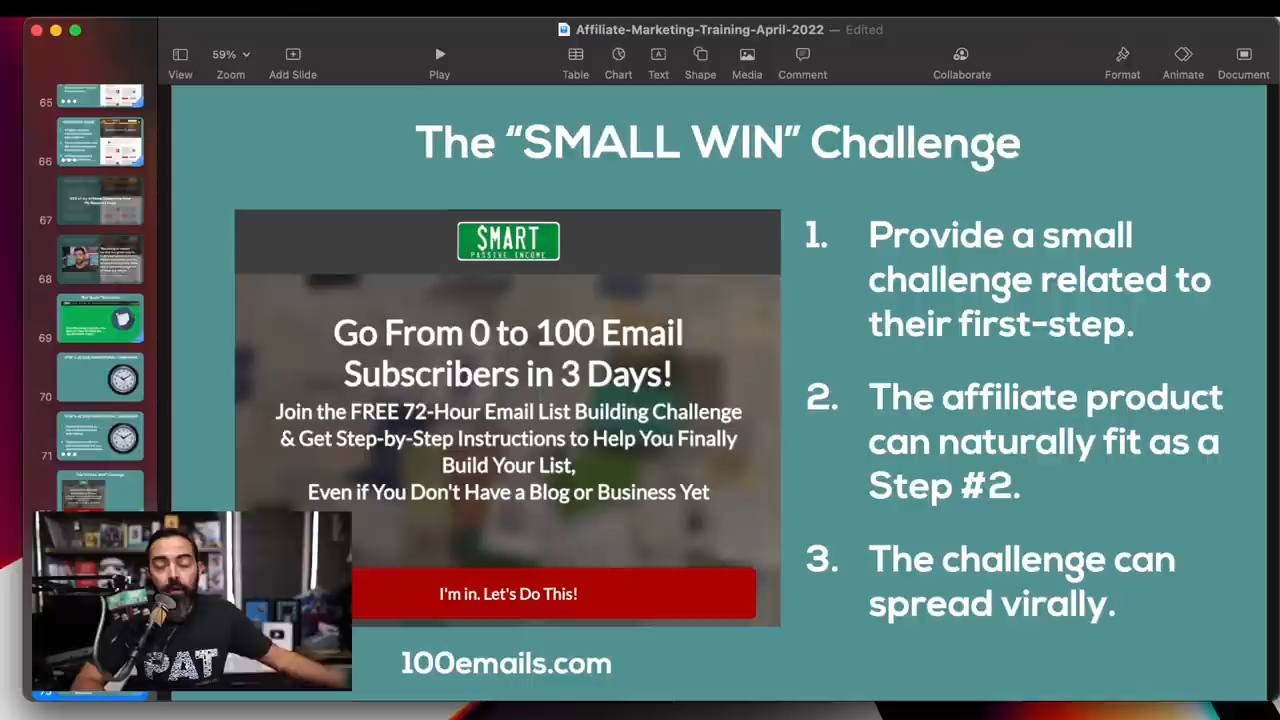 Affiliate-Marketing-Training-April-2022 — Edited
59%
View
Zoom
Add Slide
Play
Table
Chart
Text
Shape
Media
Comment
Collaborate
Format
Animate
Document
65
66
67
68
69
70
71
The “SMALL WIN” Challenge
SMART
PASSIVE INCOME
Go From 0 to 100 Email
Subscribers in 3 Days!
Join the FREE 72-Hour Email List Building Challenge
& Get Step-by-Step Instructions to Help You Finally
Build Your List,
Even if You Don't Have a Blog or Business Yet
I'm in. Let's Do This!
100emails.com
1. Provide a small
challenge related to
their first-step.
2. The affiliate product
can naturally fit as a
Step #2.
3. The challenge can
spread virally.
PAT